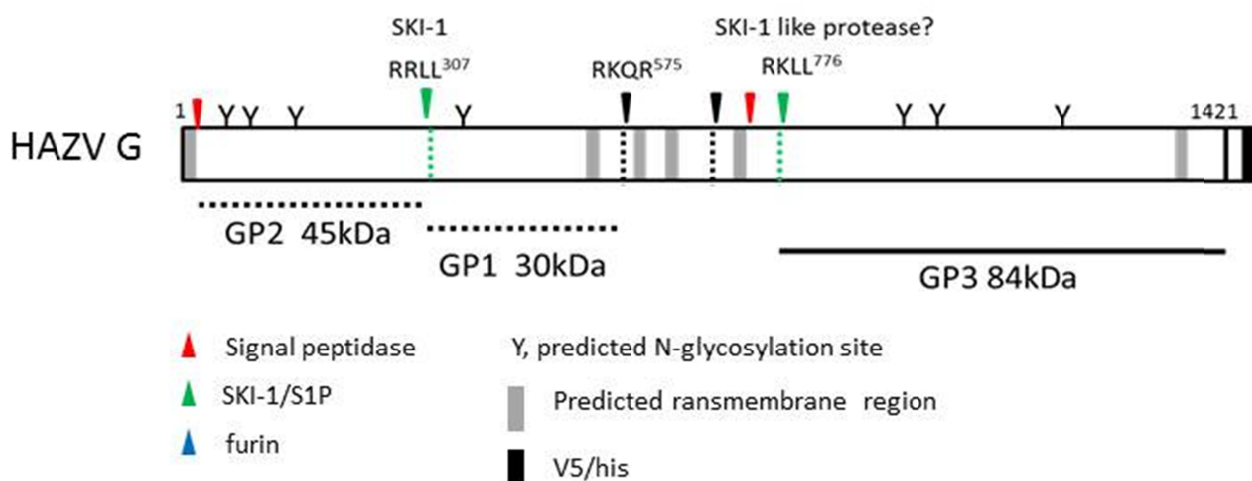 SKI-1
SKI-1 like protease?
RRLL307
RKQR575
RKLL776
1
Y
Y
Y
Y
Y
Y
Y
1421
HAZV G
GP2 45kDa
GP1 30kDa
GP3 84kDa
Signal peptidase
Y, predicted N-glycosylation site
SKI-1/S1P
Predicted ransmembrane region
furin
V5/his